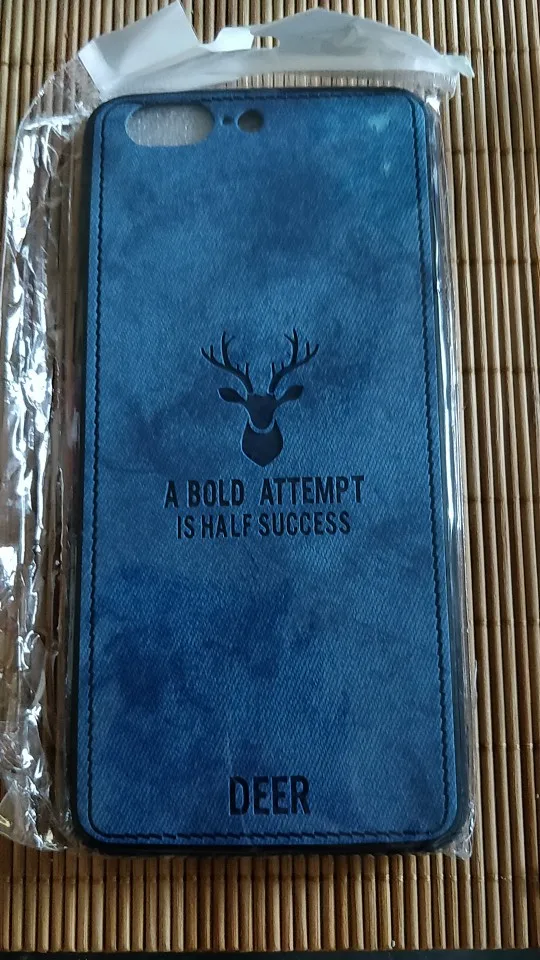 A BOLD ATTEMPT
IS HALF SUCCESS
DEER